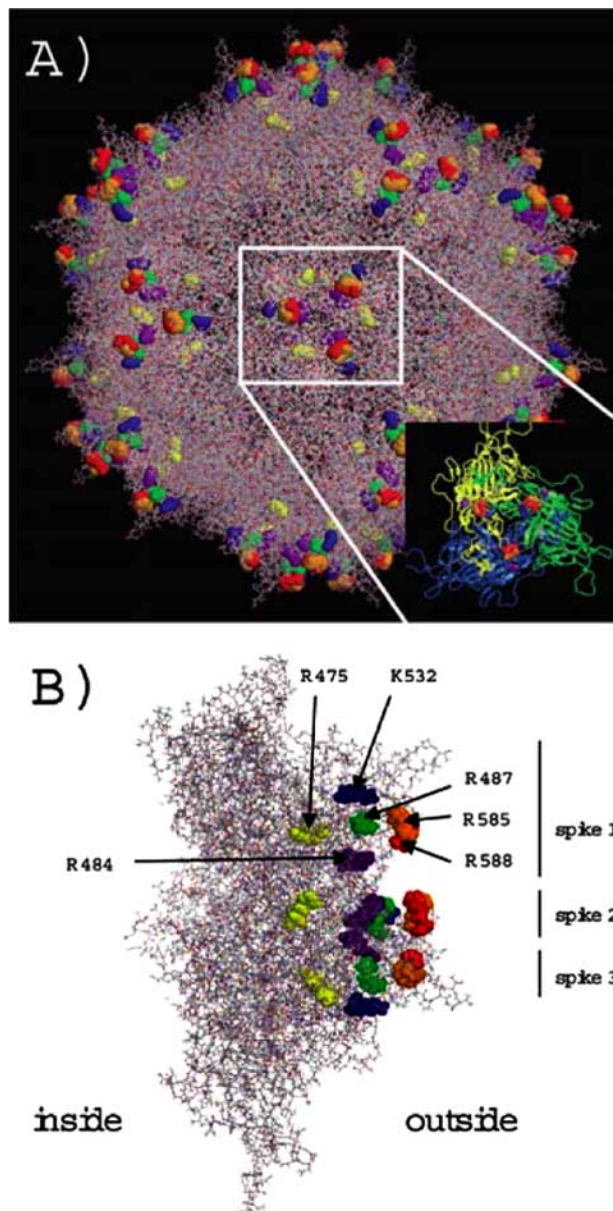 A)
B)
R475 K532
R487
R585
R588
R484
spike 1
spike 2
spike 3
inside outside